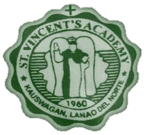 ST. VINCENT'S ACADEMY
1960
KAUSWAGAN, LANAO DEL NORTE